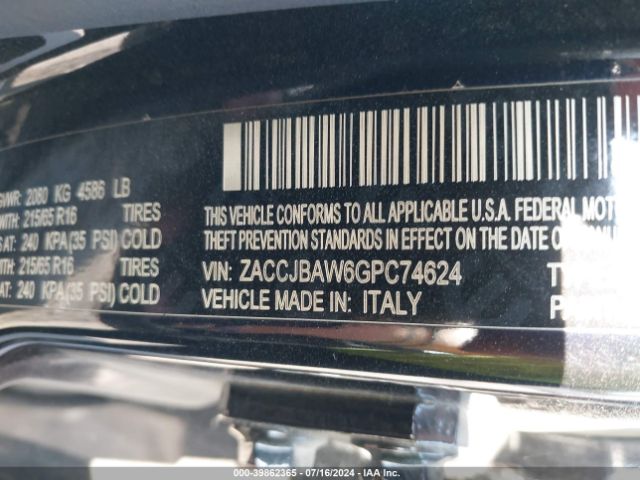 GVWR: 2080 KG 4586 LB
WITH: 215/65 R16 TIRES
AT: 240 KPA(35 PSI) COLD
WITH: 215/65 R16 TIRES
AT: 240 KPA(35 PSI) COLD
THIS VEHICLE CONFORMS TO ALL APPLICABLE U.S.A. FEDERAL MOT
THEFT PREVENTION STANDARDS IN EFFECT ON THE DATE OF MANU
VIN: ZACCJBAW6GPC74624
VEHICLE MADE IN: ITALY
000-39862365 - 07/16/2024 - IAA Inc.